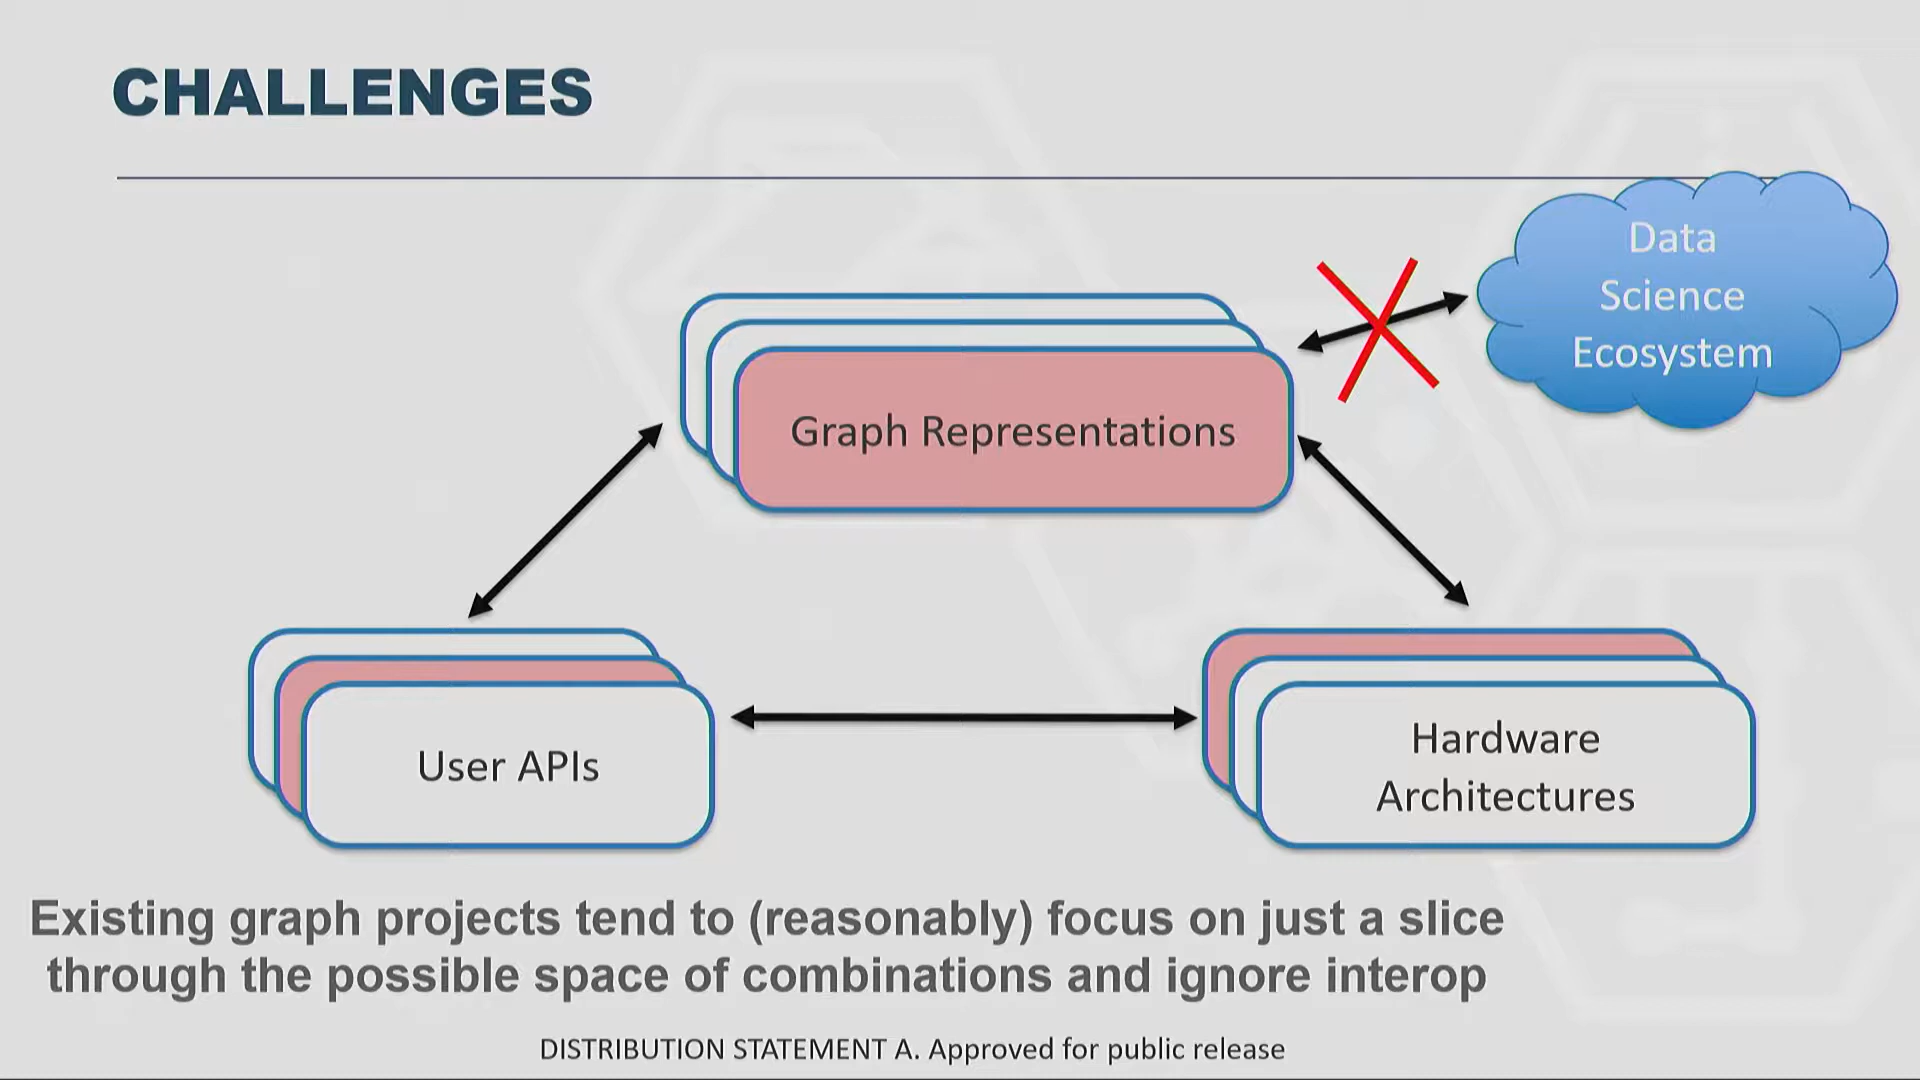 CHALLENGES
Data
Science
Ecosystem
Graph Representations
User APIs
Hardware
Architectures
Existing graph projects tend to (reasonably) focus on just a slice
through the possible space of combinations and ignore interop
DISTRIBUTION STATEMENT A. Approved for public release